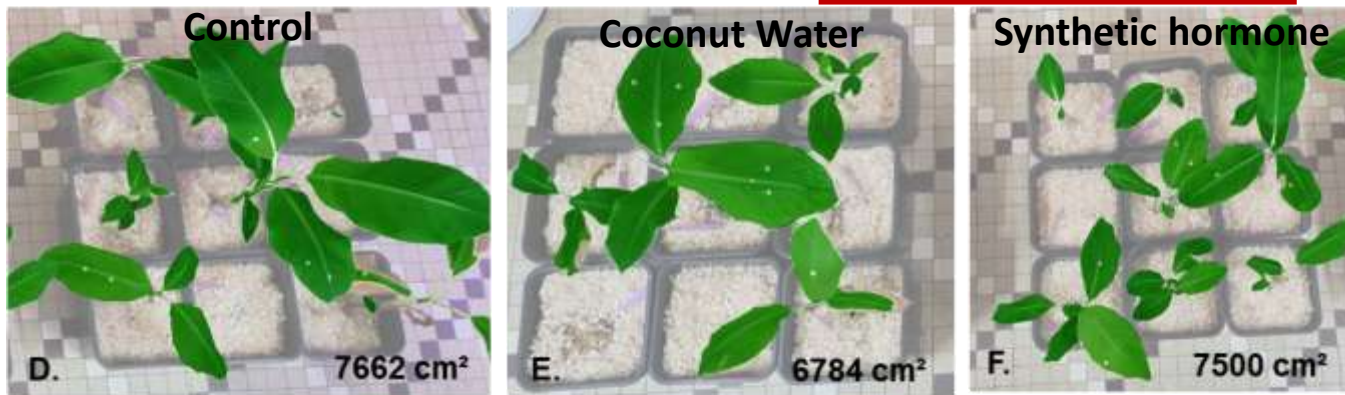 Control
Coconut Water
Synthetic hormone
D.
7662 cm²
E.
6784 cm²
F.
7500 cm²